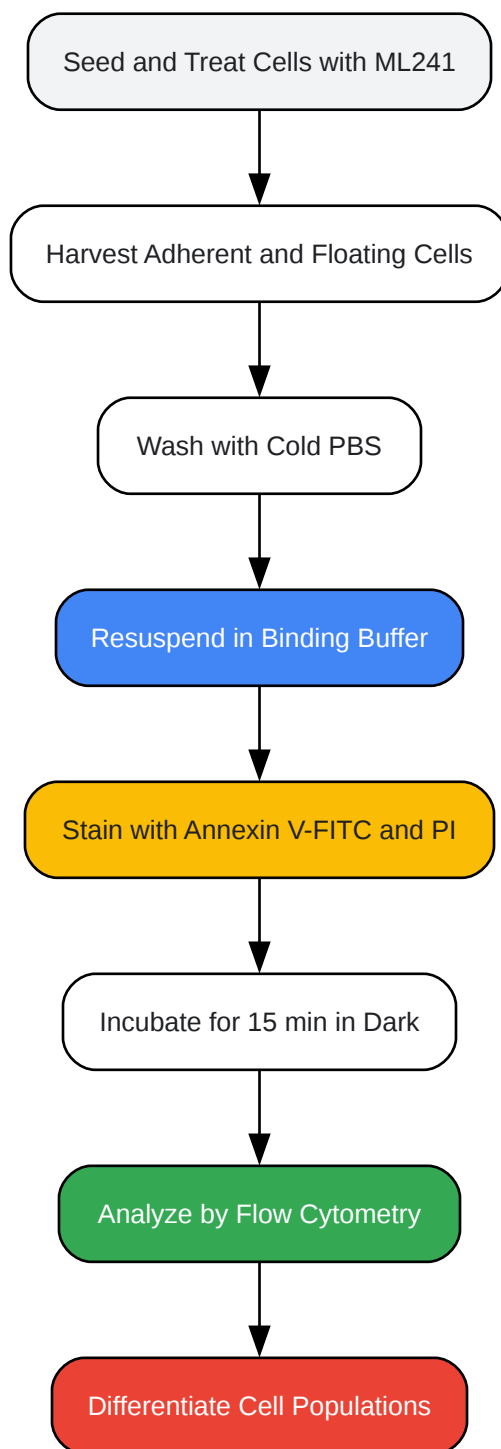 Seed and Treat Cells with ML241
Harvest Adherent and Floating Cells
Wash with Cold PBS
Resuspend in Binding Buffer
Stain with Annexin V-FITC and PI
Incubate for 15 min in Dark
Analyze by Flow Cytometry
Differentiate Cell Populations